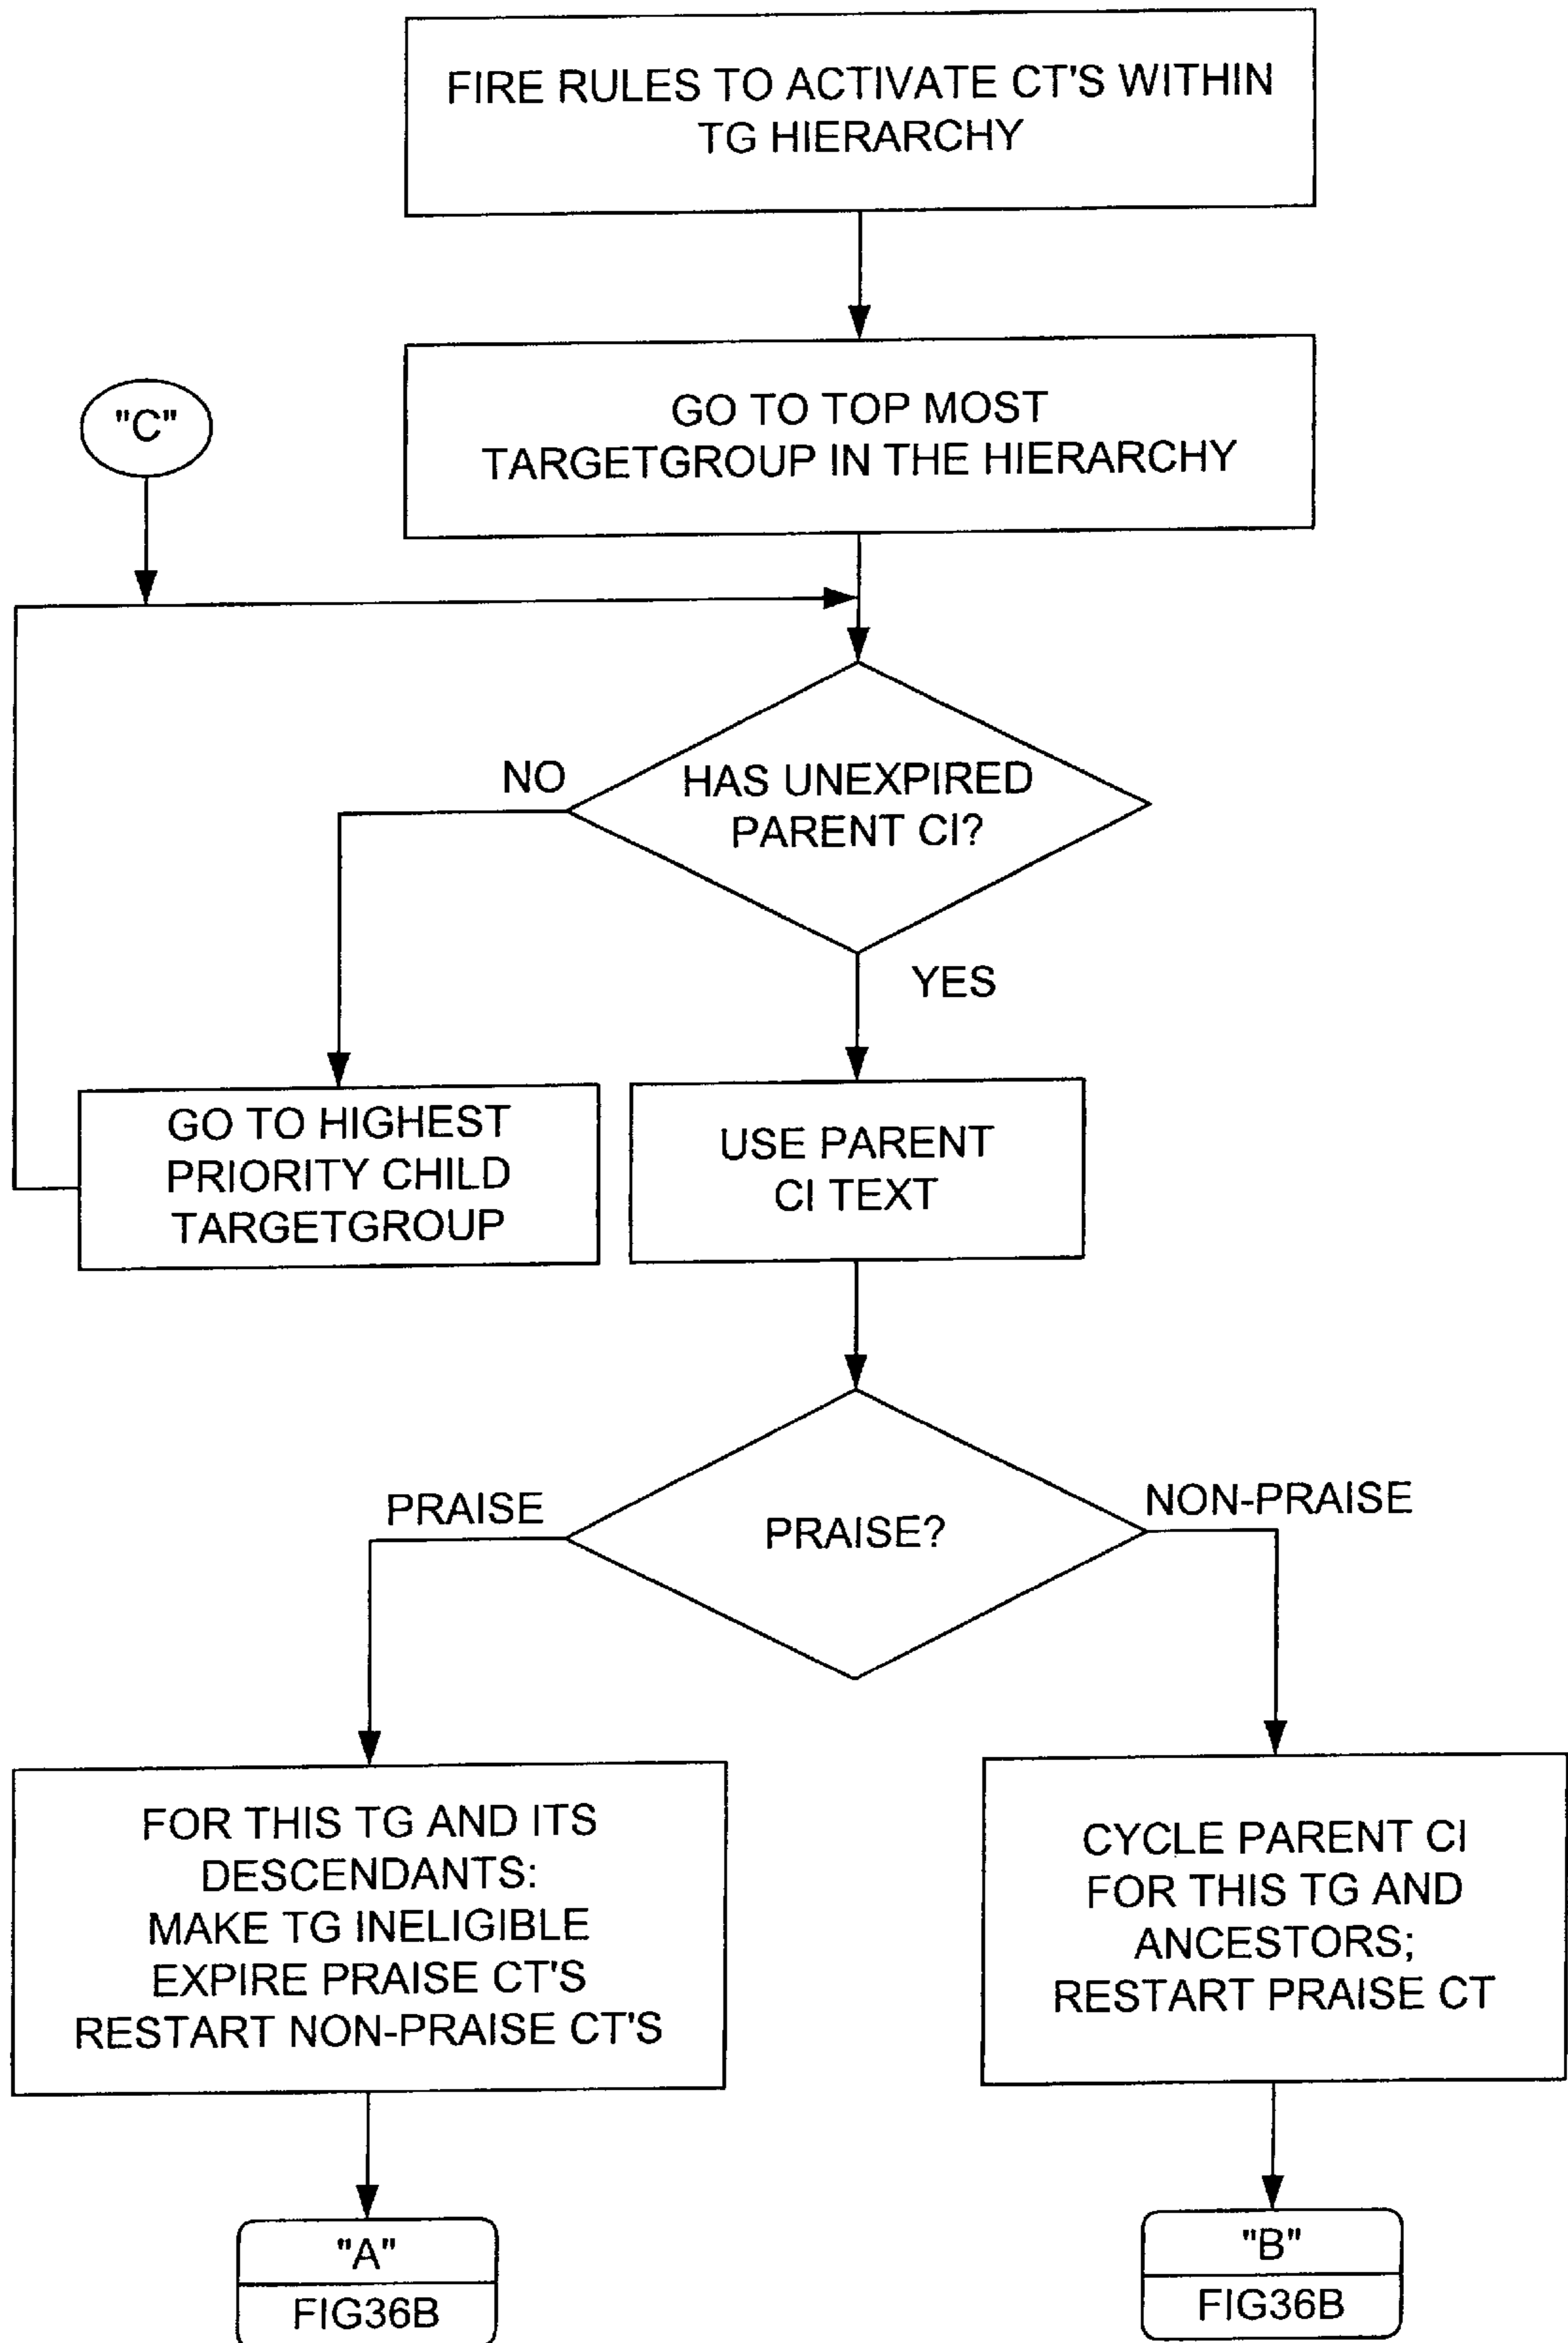 FIRE RULES TO ACTIVATE CT'S WITHIN
TG HIERARCHY
GO TO TOP MOST
TARGETGROUP IN THE HIERARCHY
"C"
HAS UNEXPIRED
PARENT CI?
NO
YES
GO TO HIGHEST
PRIORITY CHILD
TARGETGROUP
USE PARENT
CI TEXT
PRAISE
PRAISE?
NON-PRAISE
FOR THIS TG AND ITS
DESCENDANTS:
MAKE TG INELIGIBLE
EXPIRE PRAISE CT'S
RESTART NON-PRAISE CT'S
CYCLE PARENT CI
FOR THIS TG AND
ANCESTORS;
RESTART PRAISE CT
"A"
FIG36B
"B"
FIG36B